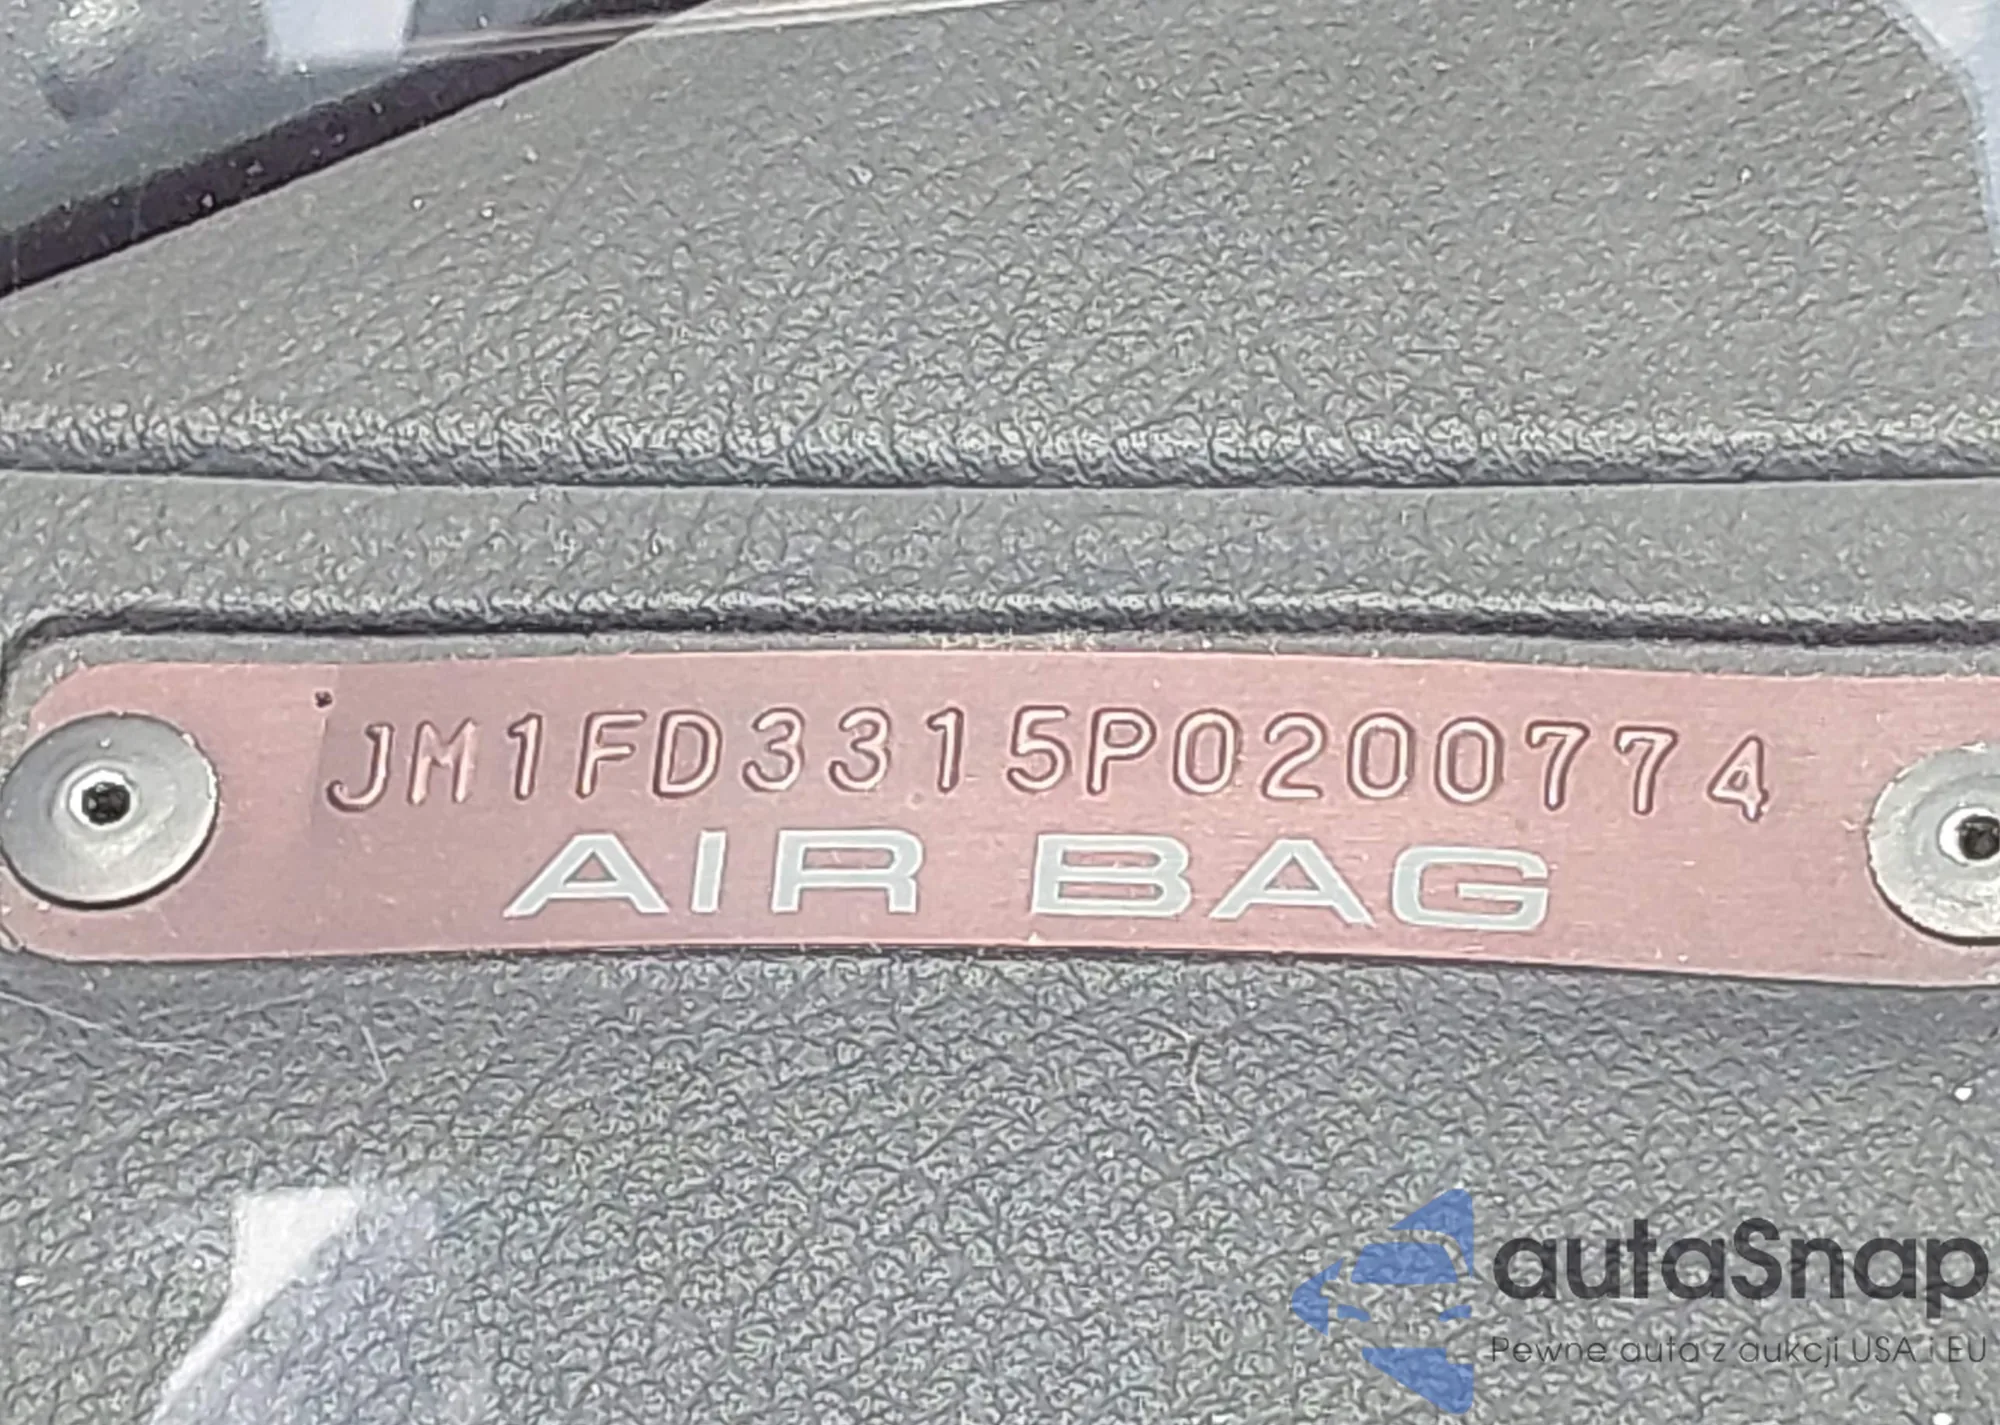 JM1FD3315P0200774
AIR BAG
autaSnap
Pewne auta z aukcji USA i EU